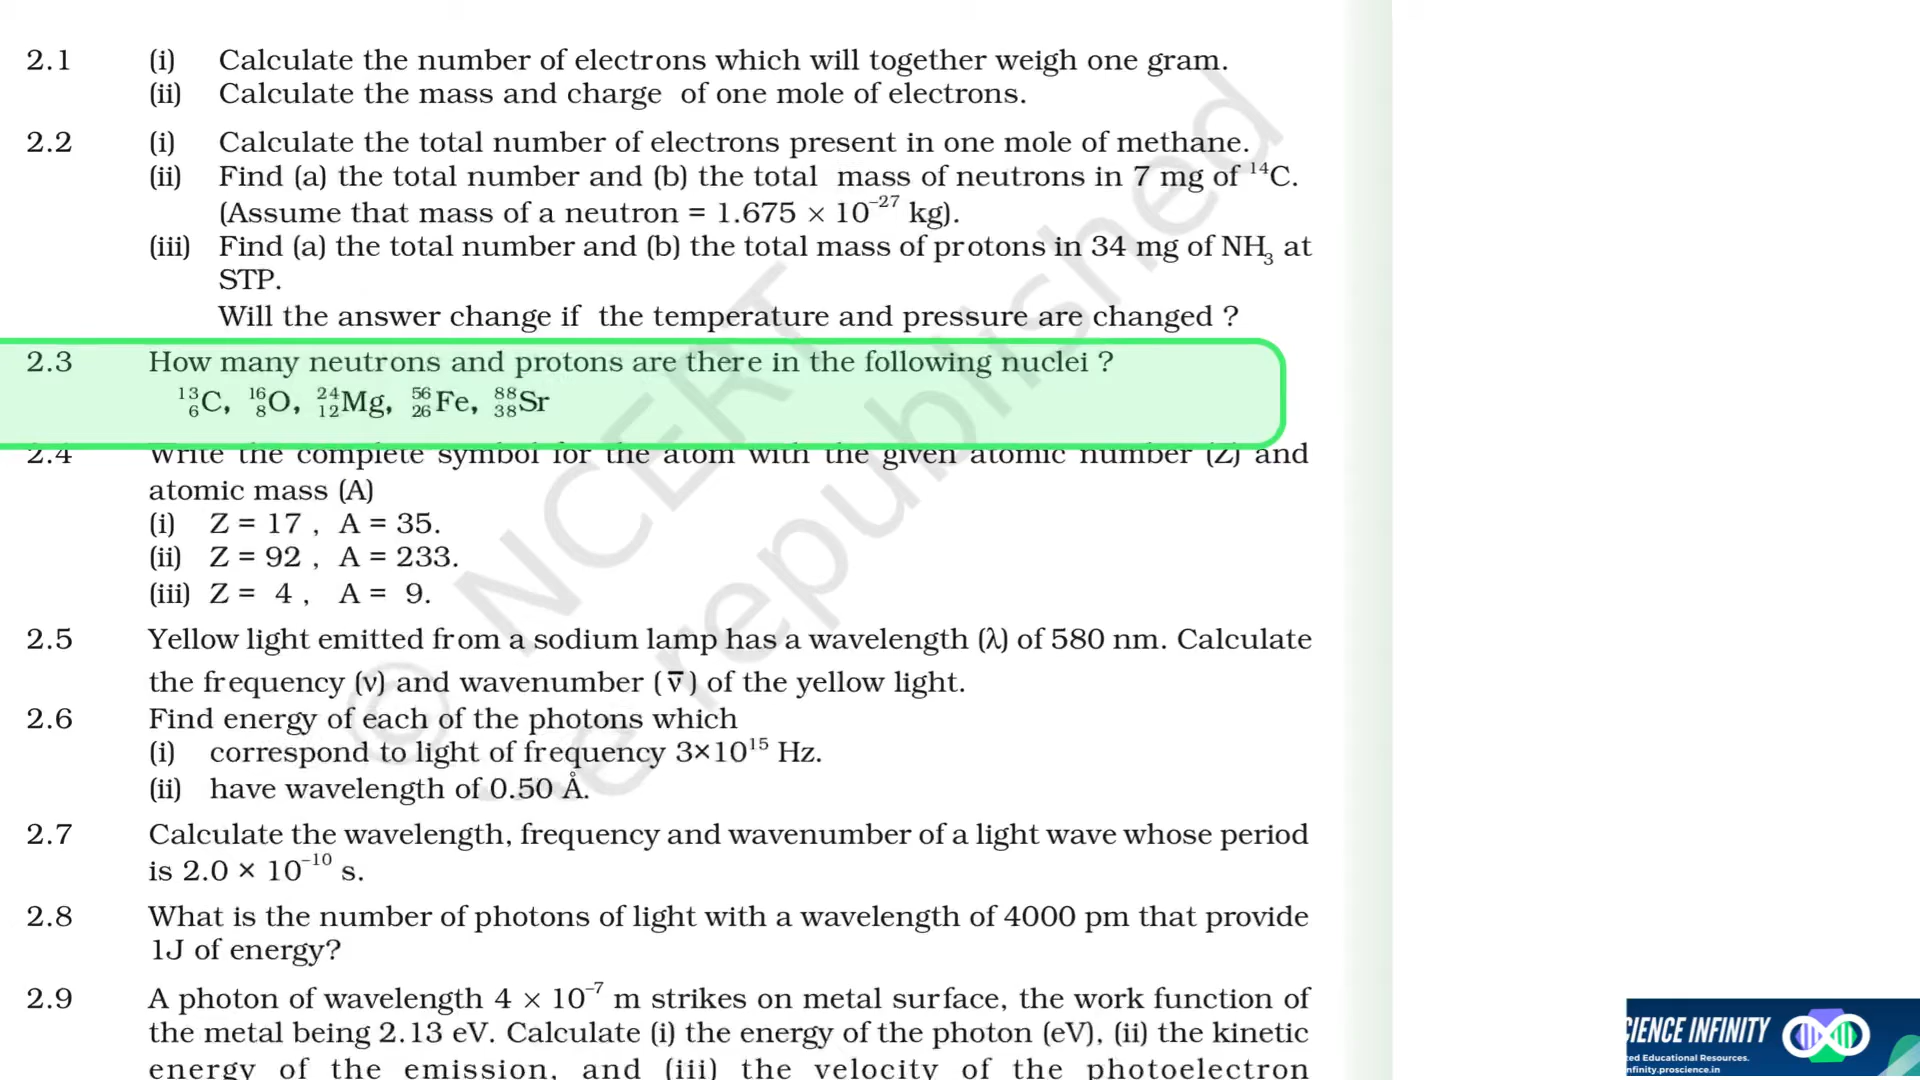 2.1 (i) Calculate the number of electrons which will together weigh one gram.
(ii) Calculate the mass and charge of one mole of electrons.
2.2 (i) Calculate the total number of electrons present in one mole of methane.
(ii) Find (a) the total number and (b) the total mass of neutrons in 7 mg of ¹⁴C.
(Assume that mass of a neutron = 1.675 × 10⁻²⁷ kg).
(iii) Find (a) the total number and (b) the total mass of protons in 34 mg of NH₃ at
STP.
Will the answer change if the temperature and pressure are changed ?
2.3 How many neutrons and protons are there in the following nuclei ?
¹³₆C, ¹⁶₈O, ²⁴₁₂Mg, ⁵⁶₂₆Fe, ⁸⁸₃₈Sr
2.4 Write the complete symbol for the atom with the given atomic number (Z) and
atomic mass (A)
(i) Z = 17 , A = 35.
(ii) Z = 92 , A = 233.
(iii) Z = 4 , A = 9.
2.5 Yellow light emitted from a sodium lamp has a wavelength (λ) of 580 nm. Calculate
the frequency (ν) and wavenumber ( ν̅ ) of the yellow light.
2.6 Find energy of each of the photons which
(i) correspond to light of frequency 3×10¹⁵ Hz.
(ii) have wavelength of 0.50 Å.
2.7 Calculate the wavelength, frequency and wavenumber of a light wave whose period
is 2.0 × 10⁻¹⁰ s.
2.8 What is the number of photons of light with a wavelength of 4000 pm that provide
1J of energy?
2.9 A photon of wavelength 4 × 10⁻⁷ m strikes on metal surface, the work function of
the metal being 2.13 eV. Calculate (i) the energy of the photon (eV), (ii) the kinetic
energy of the emission, and (iii) the velocity of the photoelectron
© NCERT
republished
CIENCE INFINITY
ted Educational Resources.
nfinity.proscience.in